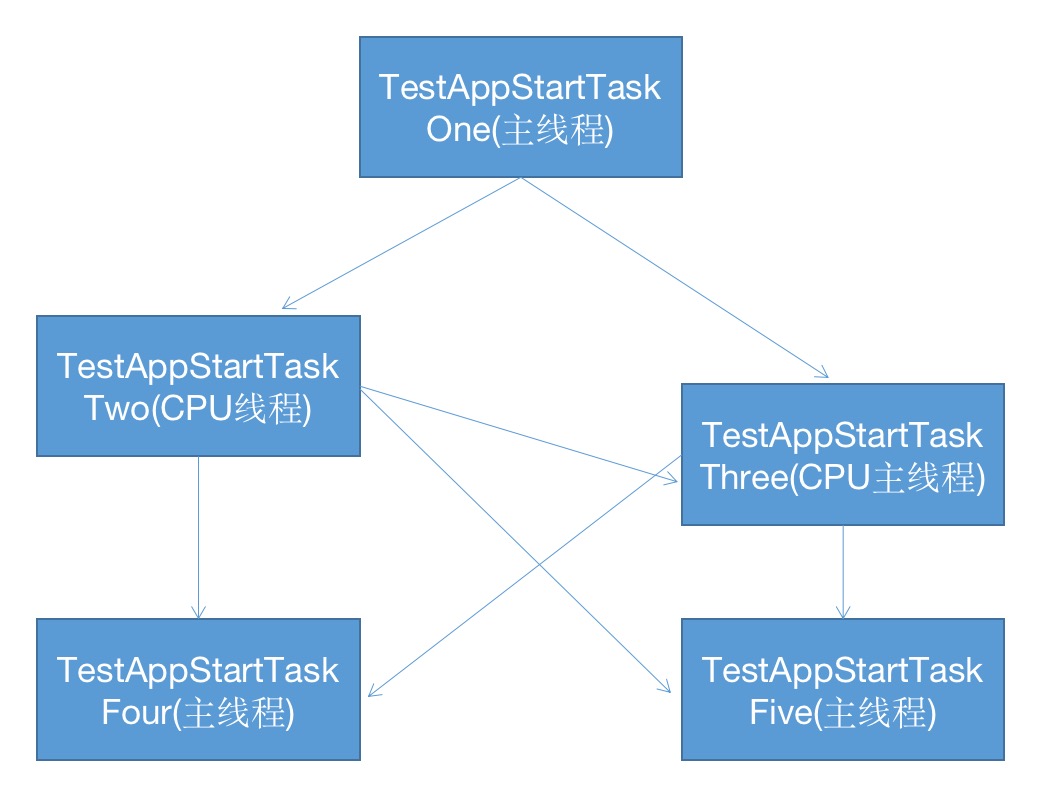 TestAppStartTask
One(主线程)
TestAppStartTask
Two(CPU线程)
TestAppStartTask
Three(CPU主线程)
TestAppStartTask
Four(主线程)
TestAppStartTask
Five(主线程)